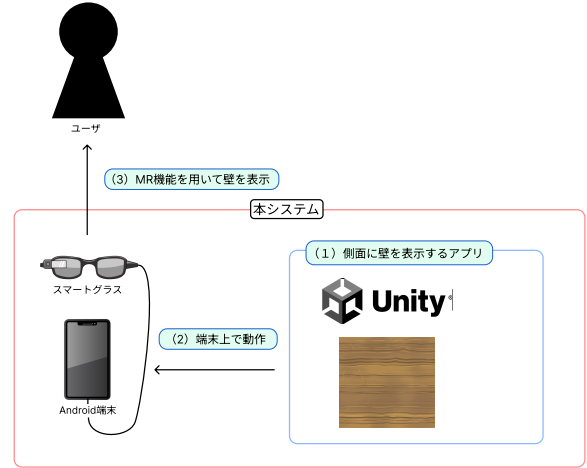 ユーザ
（3）MR機能を用いて壁を表示
本システム
（１）側面に壁を表示するアプリ
スマートグラス
Unity
（2）端末上で動作
Android端末